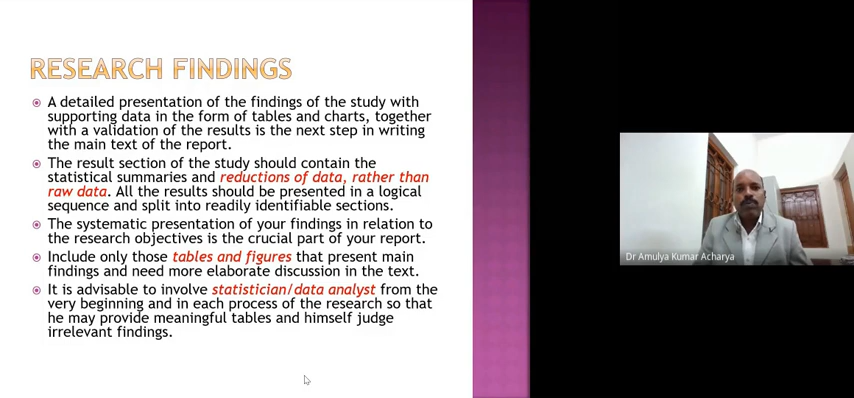 RESEARCH FINDINGS
A detailed presentation of the findings of the study with
supporting data in the form of tables and charts, together
with a validation of the results is the next step in writing
the main text of the report.
The result section of the study should contain the
statistical summaries and reductions of data, rather than
raw data. All the results should be presented in a logical
sequence and split into readily identifiable sections.
The systematic presentation of your findings in relation to
the research objectives is the crucial part of your report.
Include only those tables and figures that present main
findings and need more elaborate discussion in the text.
It is advisable to involve statistician/data analyst from the
very beginning and in each process of the research so that
he may provide meaningful tables and himself judge
irrelevant findings.
Dr Amulya Kumar Acharya